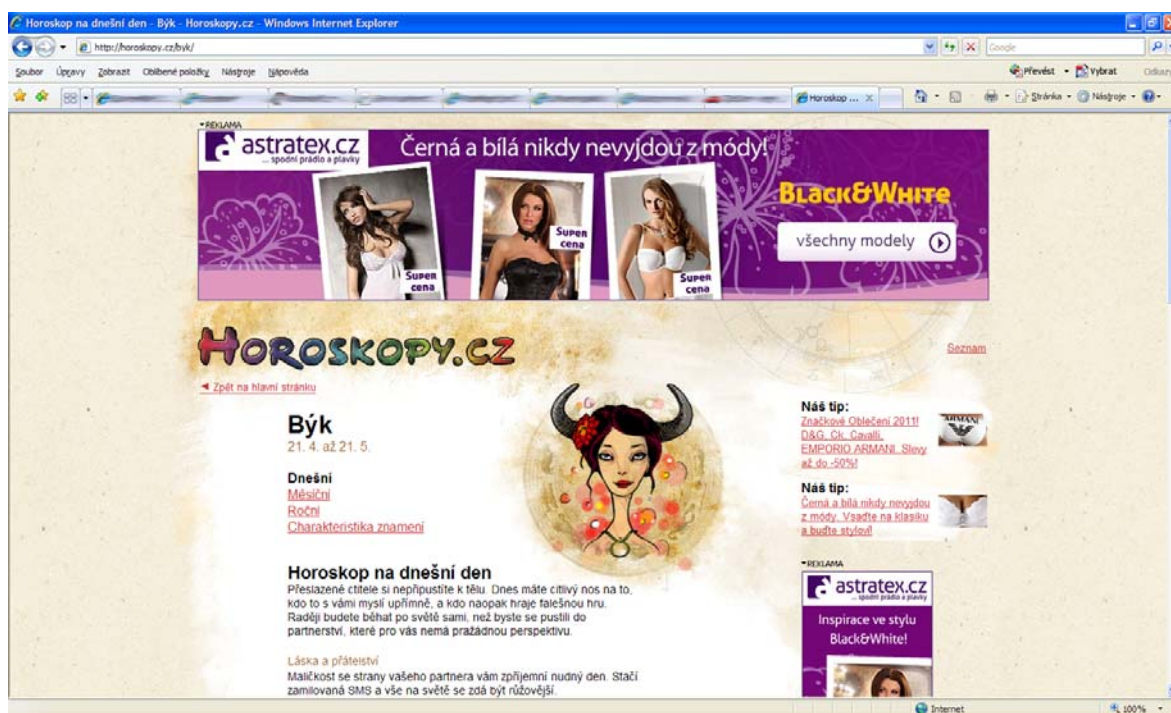 Horoskop na dnešní den - Býk - Horoskopy.cz - Windows Internet Explorer
http://horoskopy.cz/byk/
Google
Soubor Úpravy Zobrazit Oblíbené položky Nástroje Nápověda
Převést Vybrat
Horoskop ... X
Stránka Nástroje
REKLAMA
astratex.cz
... spodní prádlo a plavky
Černá a bílá nikdy nevyjdou z módy!
Black&White
všechny modely
Super cena
Super cena
Super cena
Horoskopy.cz
Seznam
Zpět na hlavní stránku
Býk
21. 4. až 21. 5.
Dnešní
Měsíční
Roční
Charakteristika znamení
Horoskop na dnešní den
Přeslazené ctitele si nepřipustíte k tělu. Dnes máte citlivý nos na to,
kdo to s vámi myslí upřímně, a kdo naopak hraje falešnou hru.
Raději budete běhat po světě sami, než byste se pustili do
partnerství, které pro vás nemá pražádnou perspektivu.
Láska a přátelství
Maličkost se strany vašeho partnera vám zpříjemní nudný den. Stačí
zamilovaná SMS a vše na světě se zdá být růžovější.
Náš tip:
Značkové Oblečení 2011!
D&G, Ck, Cavalli,
EMPORIO ARMANI. Slevy
až do -50%!
ARMANI
Náš tip:
Černá a bílá nikdy nevyjdou
z módy. Vsaďte na klasiku
a buďte styloví!
REKLAMA
astratex.cz
... spodní prádlo a plavky
Inspirace ve stylu
Black&White!
Internet
100%